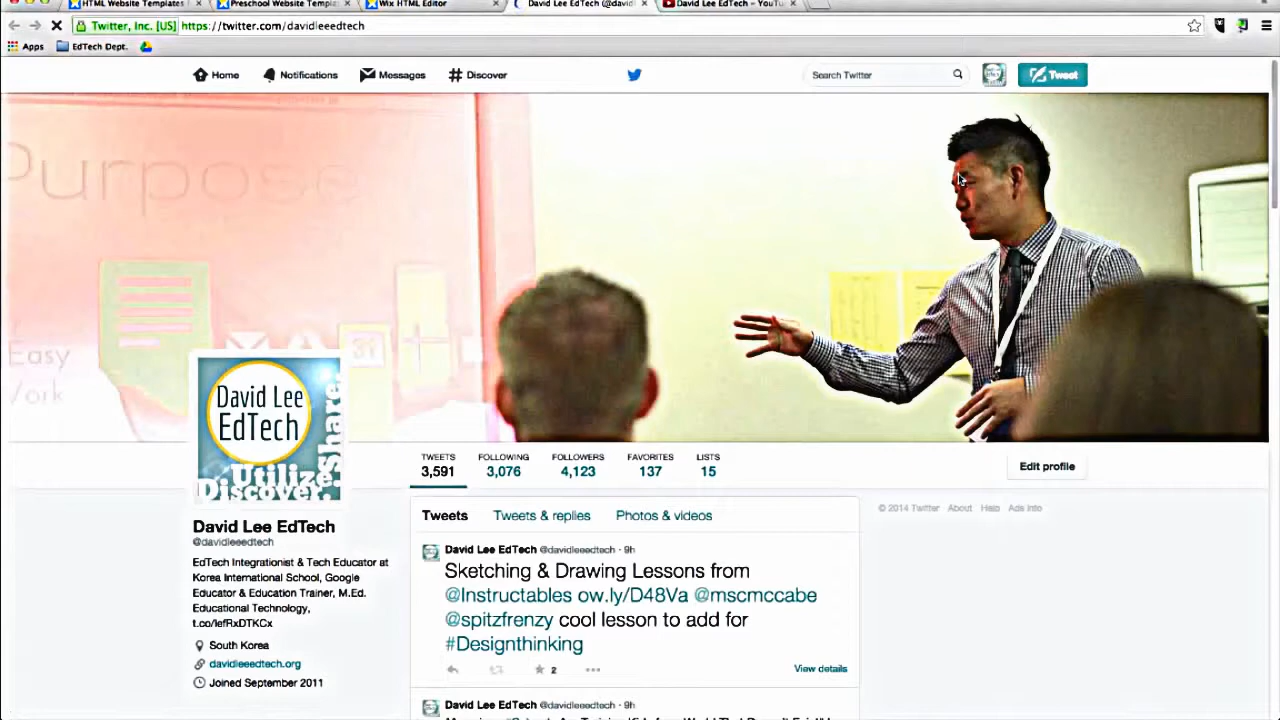 HTML Website Templates
Preschool Website Templa
Wix HTML Editor
David Lee EdTech (@david
David Lee EdTech - YouTu
Twitter, Inc. [US] https://twitter.com/davidleeedtech
Apps
EdTech Dept.
Home
Notifications
Messages
Discover
Search Twitter
Tweet
Purpose
Easy
Work
31
David Lee
EdTech
Share.
Utilize.
Discover.
TWEETS
3,591
FOLLOWING
3,076
FOLLOWERS
4,123
FAVORITES
137
LISTS
15
Edit profile
David Lee EdTech
@davidleeedtech
EdTech Integrationist & Tech Educator at
Korea International School, Google
Educator & Education Trainer, M.Ed.
Educational Technology,
t.co/lefRxDTKCx
South Korea
davidleeedtech.org
Joined September 2011
Tweets
Tweets & replies
Photos & videos
David Lee EdTech @davidleeedtech · 9h
Sketching & Drawing Lessons from
@Instructables ow.ly/D48Va @mscmccabe
@spitzfrenzy cool lesson to add for
#Designthinking
2
View details
David Lee EdTech @davidleeedtech · 9h
© 2014 Twitter About Help Ads info